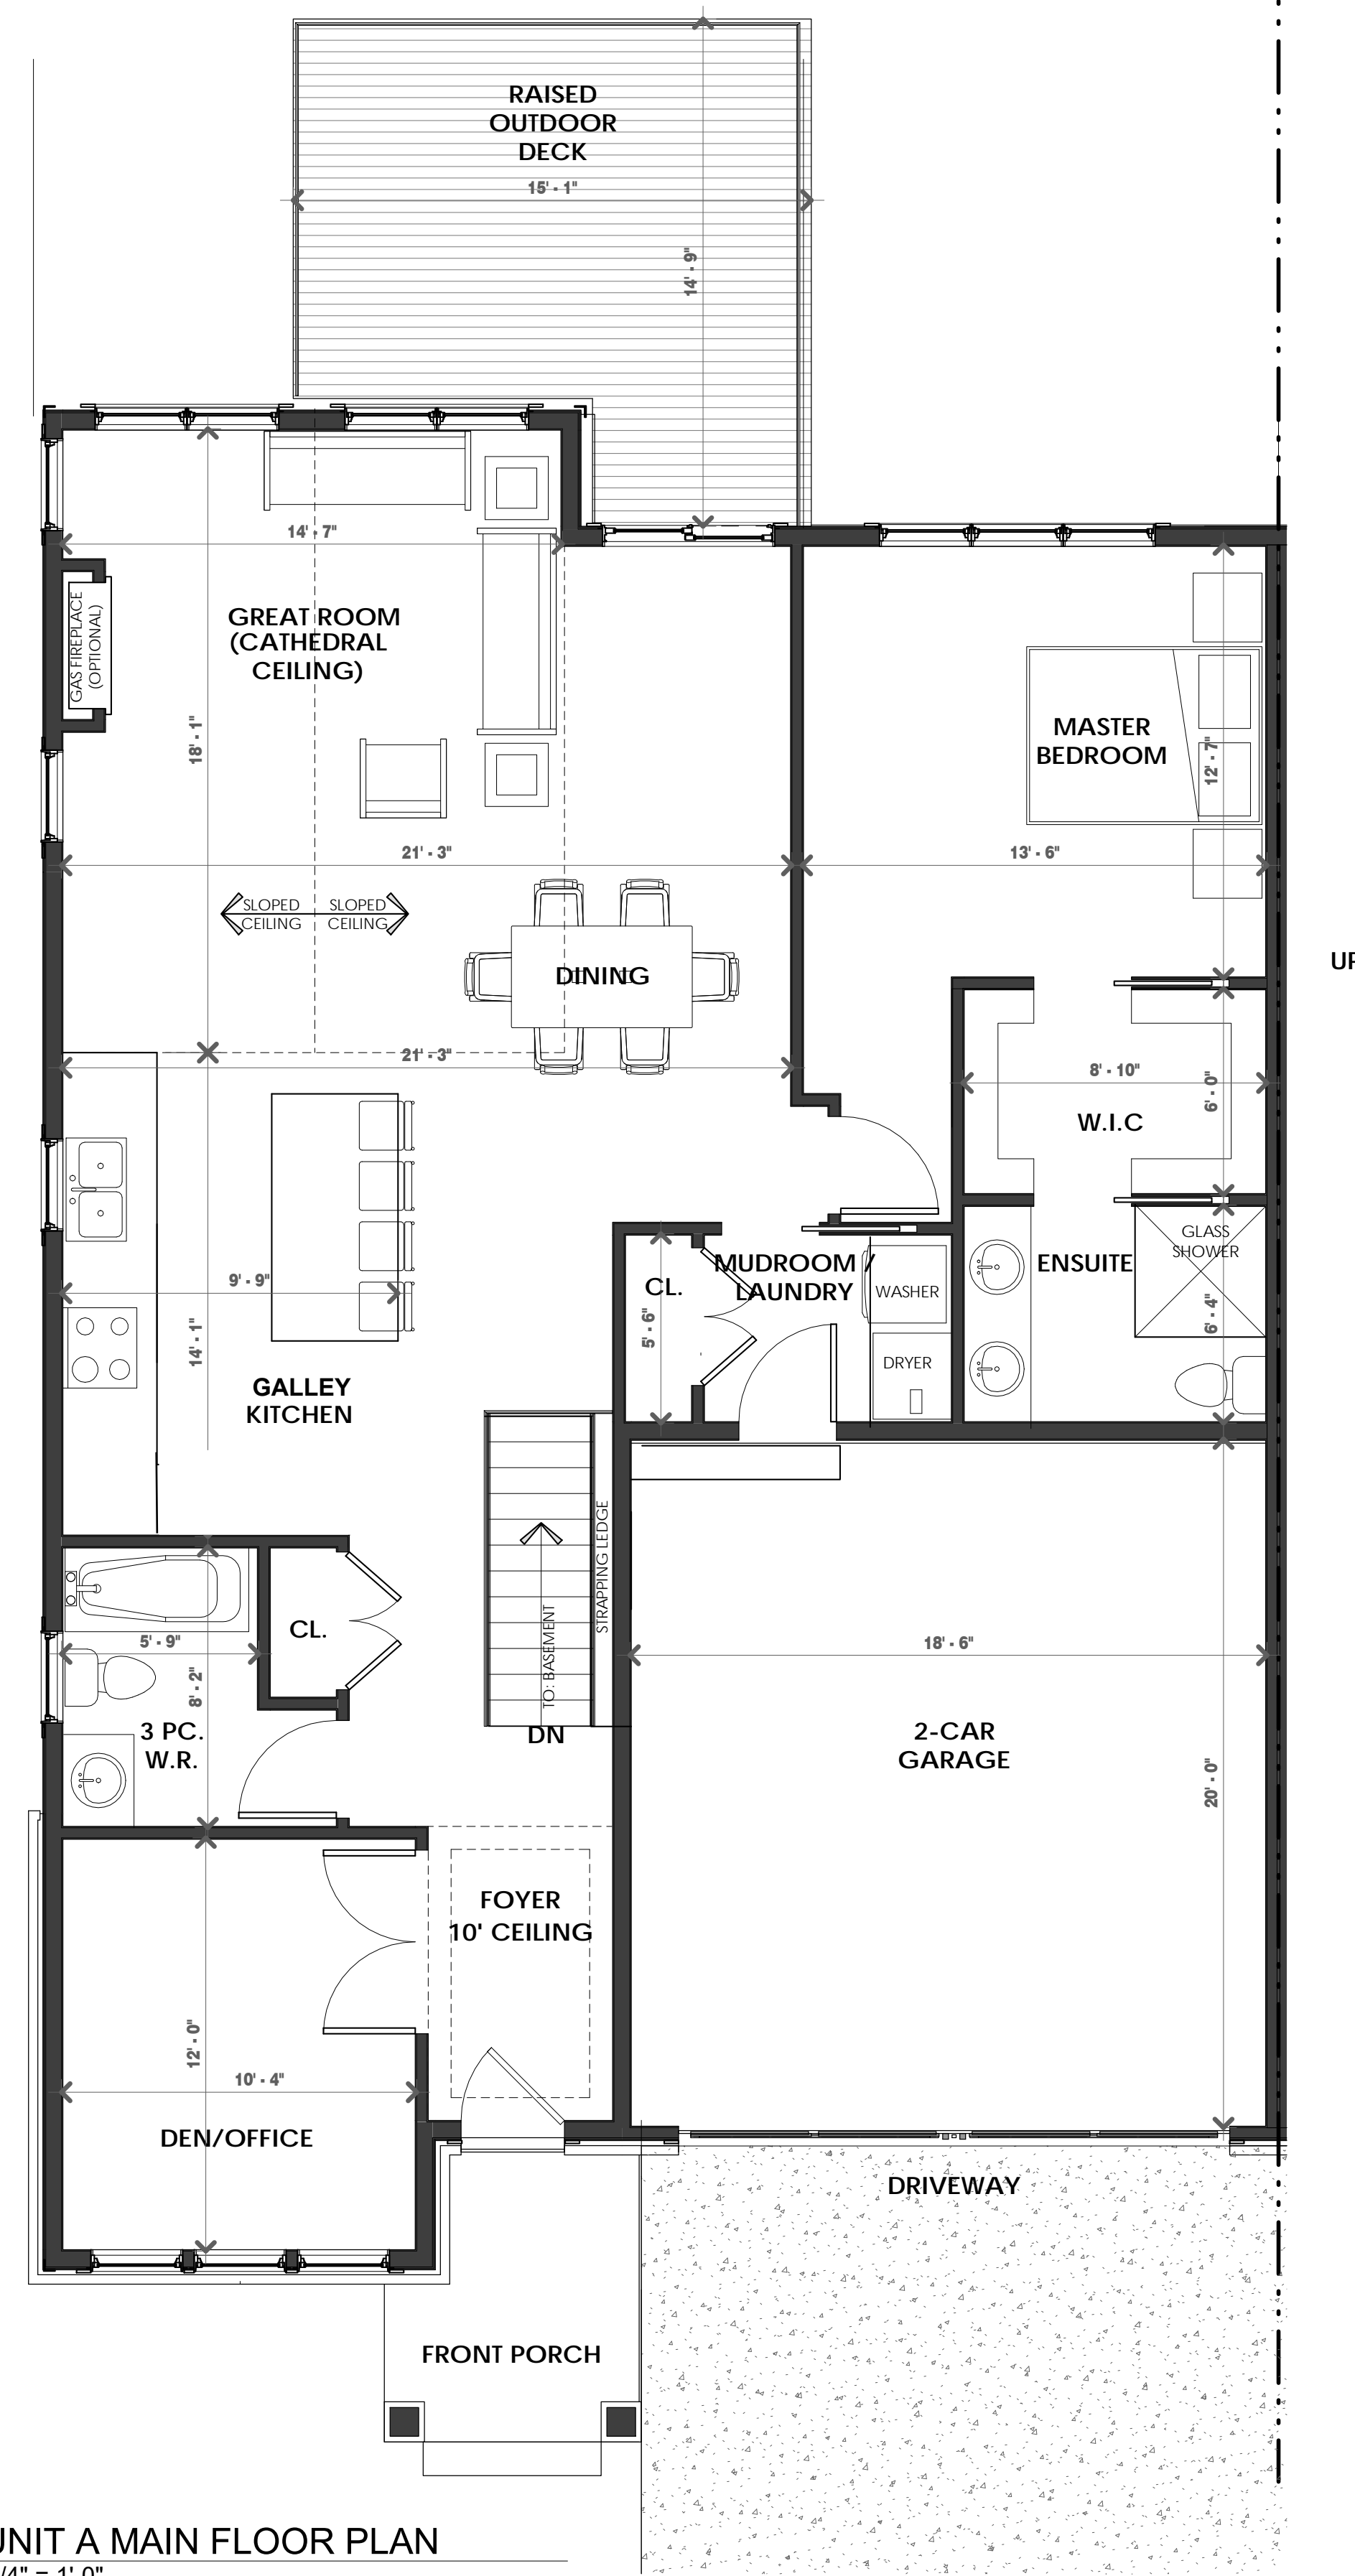 RAISED
OUTDOOR
DECK
15' - 1"
14' - 9"
14' - 7"
GREAT ROOM
(CATHEDRAL
CEILING)
GAS FIREPLACE
(OPTIONAL)
18' - 1"
MASTER
BEDROOM
12' - 7"
21' - 3"
13' - 6"
SLOPED
CEILING
SLOPED
CEILING
DINING
21' - 3"
8' - 10"
6' - 0"
W.I.C
GLASS
SHOWER
ENSUITE
6' - 4"
MUDROOM /
LAUNDRY
CL.
5' - 6"
WASHER
DRYER
9' - 9"
14' - 1"
GALLEY
KITCHEN
STRAPPING LEDGE
TO: BASEMENT
DN
CL.
5' - 9"
8' - 2"
3 PC.
W.R.
18' - 6"
2-CAR
GARAGE
20' - 0"
FOYER
10' CEILING
12' - 0"
10' - 4"
DEN/OFFICE
DRIVEWAY
FRONT PORCH
UNIT A MAIN FLOOR PLAN
/4" = 1'-0"